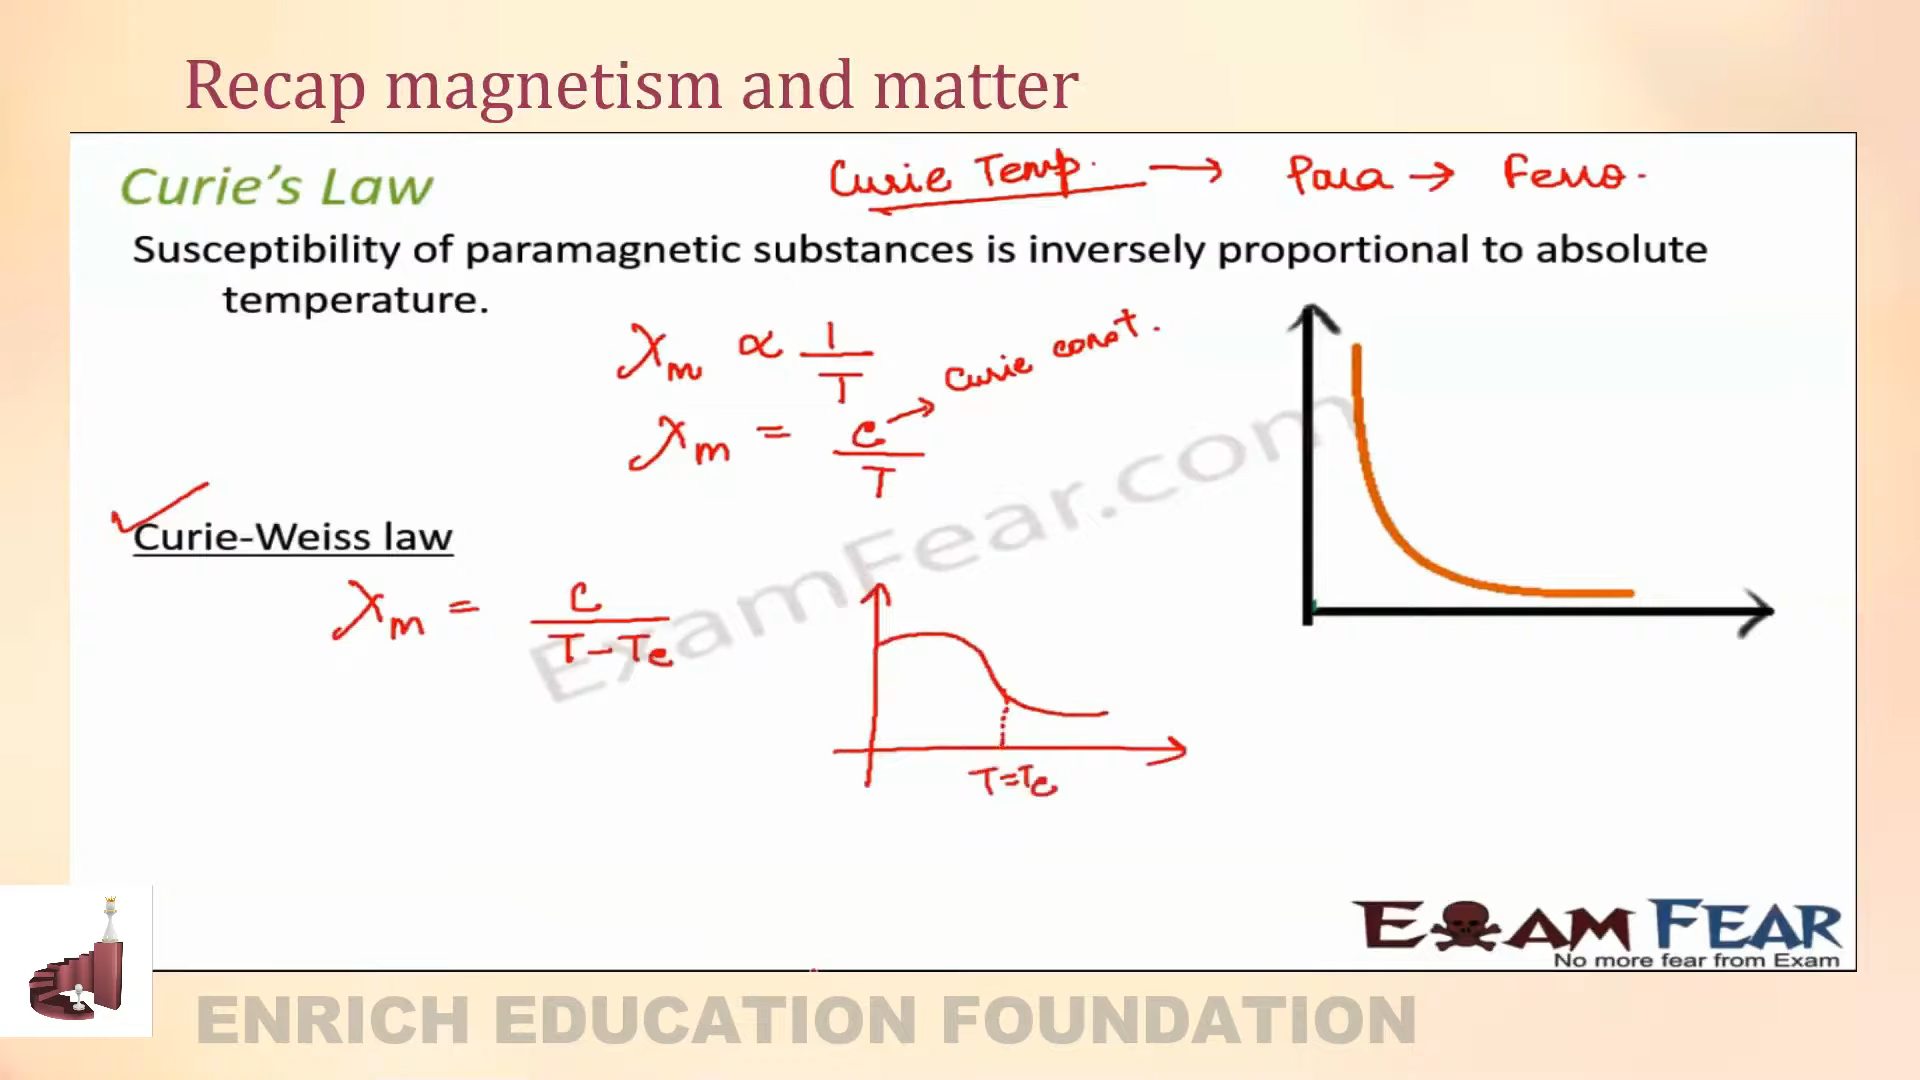 Recap magnetism and matter
Curie's Law
Curie Temp. → Para → Ferro.
Susceptibility of paramagnetic substances is inversely proportional to absolute
temperature.
χm ∝ 1/T
χm = C/T → Curie const.
Curie-Weiss law
χm = C/T-Tc
T=Tc
ExamFear.com
EXAM FEAR
No more fear from Exam
ENRICH EDUCATION FOUNDATION